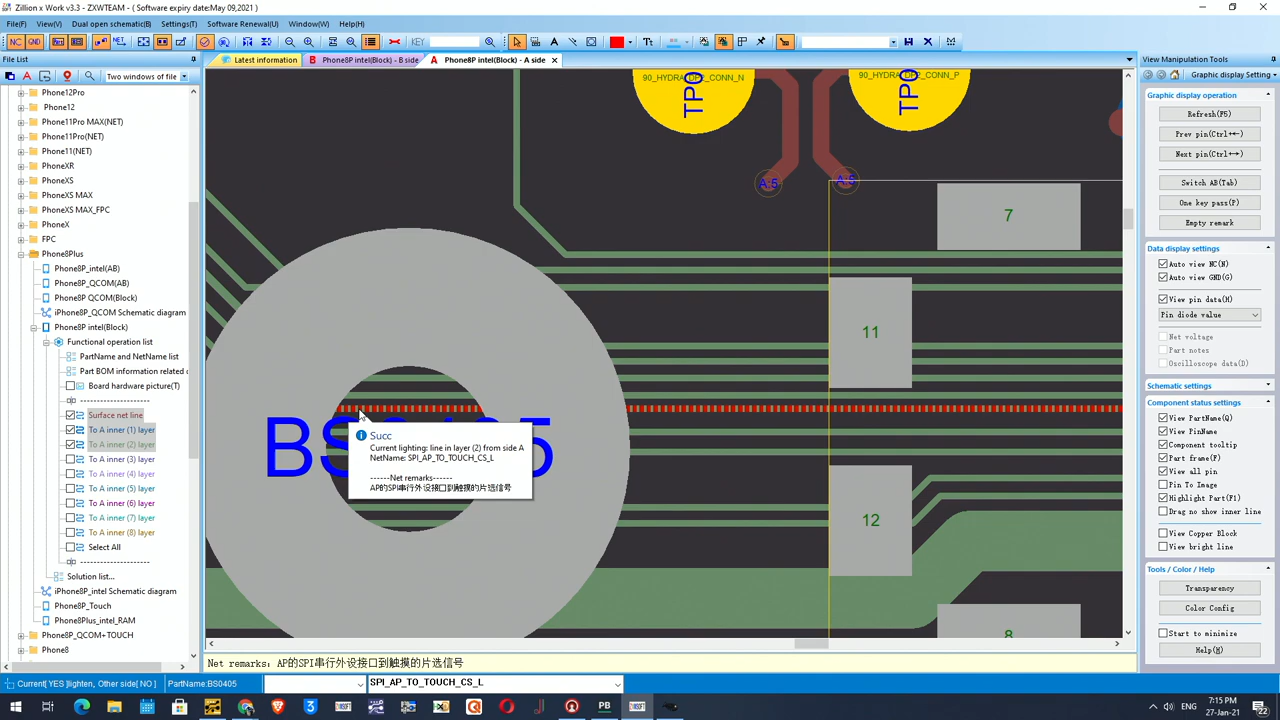 Zillion x Work v3.3 - ZXWTEAM - ( Software expiry date:May 09,2021 )
File(F) View(V) Dual open schematic(B) Settings(T) Software Renewal(U) Window(W) Help(H)
NC GND NET KEY A Tt
File List
Latest information
Phone8P intel(Block) - B side
A Phone8P intel(Block) - A side
View Manipulation Tools
Two windows of file
Graphic display Setting
Phone12Pro
Phone12
Phone11Pro MAX(NET)
Phone11Pro(NET)
Phone11(NET)
PhoneXR
PhoneXS
PhoneXS MAX
PhoneXS MAX_FPC
PhoneX
FPC
Phone8Plus
Phone8P_intel(AB)
Phone8P QCOM(AB)
Phone8P QCOM(Block)
iPhone8P_QCOM Schematic diagram
Phone8P intel(Block)
Functional operation list
PartName and NetName list
Part BOM information related
Board hardware picture(T)
--------------------
Surface net line
To A inner (1) layer
To A inner (2) layer
To A inner (3) layer
To A inner (4) layer
To A inner (5) layer
To A inner (6) layer
To A inner (7) layer
To A inner (8) layer
Select All
--------------------
Solution list...
iPhone8P_intel Schematic diagram
Phone8P_Touch
Phone8Plus_intel_RAM
Phone8P_QCOM+TOUCH
Phone8
90_HYDRA_DP2_CONN_N
TP0
90_HYDRA_DP2_CONN_P
TP0
A.5
A.5
7
11
12
8
Succ
Current lighting: line in layer (2) from side A
NetName: SPI_AP_TO_TOUCH_CS_L
------Net remarks------
AP的SPI串行外设接口到触摸的片选信号
Graphic display operation
Refresh(F5)
Prev pin(Ctrl+←)
Next pin(Ctrl+→)
Switch AB(Tab)
One key pass(P)
Empty remark
Data display settings
Auto view NC(N)
Auto view GND(G)
View pin data(H)
Pin diode value
Net voltage
Part notes
Oscilloscope data(D)
Schematic settings
Component status settings
View PartName(Q)
View PinName
Component tooltip
Part frame(P)
View all pin
Pin To Image
Highlight Part(F1)
Drag no show inner line
View Copper Block
View bright line
Tools / Color / Help
Transparency
Color Config
Start to minimize
Help(H)
Net remarks: AP的SPI串行外设接口到触摸的片选信号
Current[ YES ]lighten, Other side[ NO ]
PartName:BS0405
SPI_AP_TO_TOUCH_CS_L
PB
ENG
7:15 PM
27-Jan-21
22